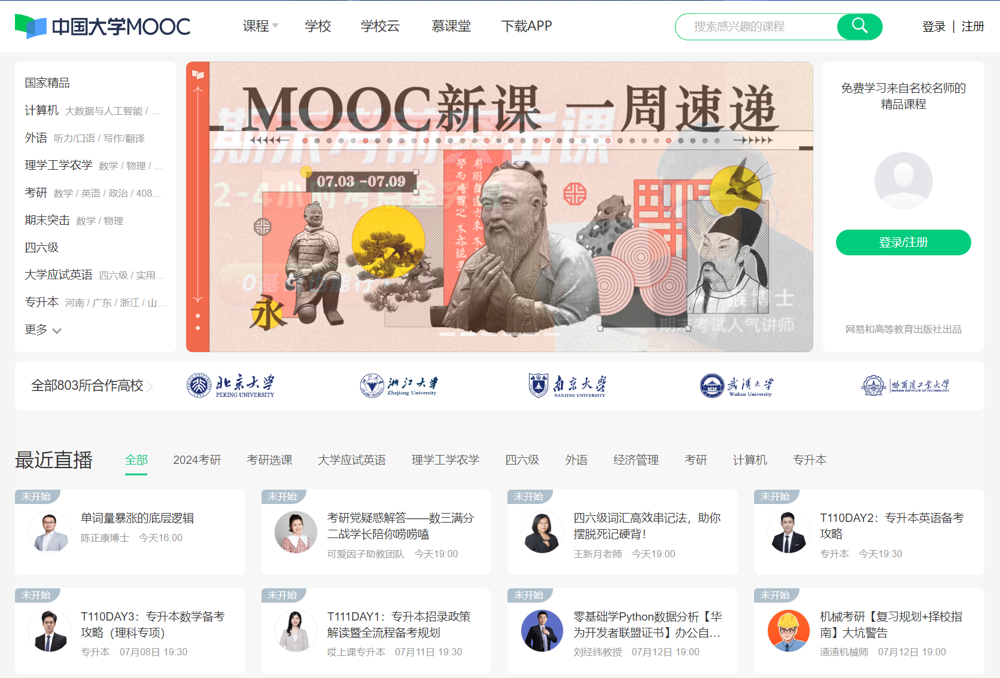 中国大学MOOC
课程
学校
学校云
慕课堂
下载APP
搜索感兴趣的课程
登录 | 注册
国家精品
计算机 大数据与人工智能 / ...
外语 听力/口语 / 写作/翻译
理学工学农学 数学 / 物理 / ...
考研 数学 / 英语 / 政治 / 408...
期末突击 数学 / 物理
四六级
大学应试英语 四六级 / 实用...
专升本 河南 / 广东 / 浙江 / 山...
更多
MOOC新课 一周速递
期末考前突击课
07.03 -07.09
有朋自远方来 不亦說乎
學而時習之
永
期末考试人气讲师
免费学习来自名校名师的
精品课程
登录/注册
网易和高等教育出版社出品
全部803所合作高校
北京大学
PEKING UNIVERSITY
浙江大学
Zhejiang University
南京大学
NANJING UNIVERSITY
武汉大学
Wuhan University
哈爾濱工業大學
HARBIN INSTITUTE OF TECHNOLOGY
最近直播
全部
2024考研
考研选课
大学应试英语
理学工学农学
四六级
外语
经济管理
考研
计算机
专升本
未开始
单词量暴涨的底层逻辑
陈正康博士 今天16:00
未开始
考研党疑惑解答——数三满分
二战学长陪你唠唠嗑
可爱因子助教团队 今天19:00
未开始
四六级词汇高效串记法，助你
摆脱死记硬背！
王新月老师 今天19:00
未开始
T110DAY2：专升本英语备考
攻略
专升本 今天19:30
未开始
T110DAY3：专升本数学备考
攻略（理科专项）
专升本 07月08日 19:30
未开始
T111DAY1：专升本招录政策
解读暨全流程备考规划
哎上课专升本 07月11日 19:30
未开始
零基础学Python数据分析【华
为开发者联盟证书】办公自...
刘经纬教授 07月12日 19:00
未开始
机械考研【复习规划+择校指
南】大坑警告
渣渣机械师 07月12日 19:00